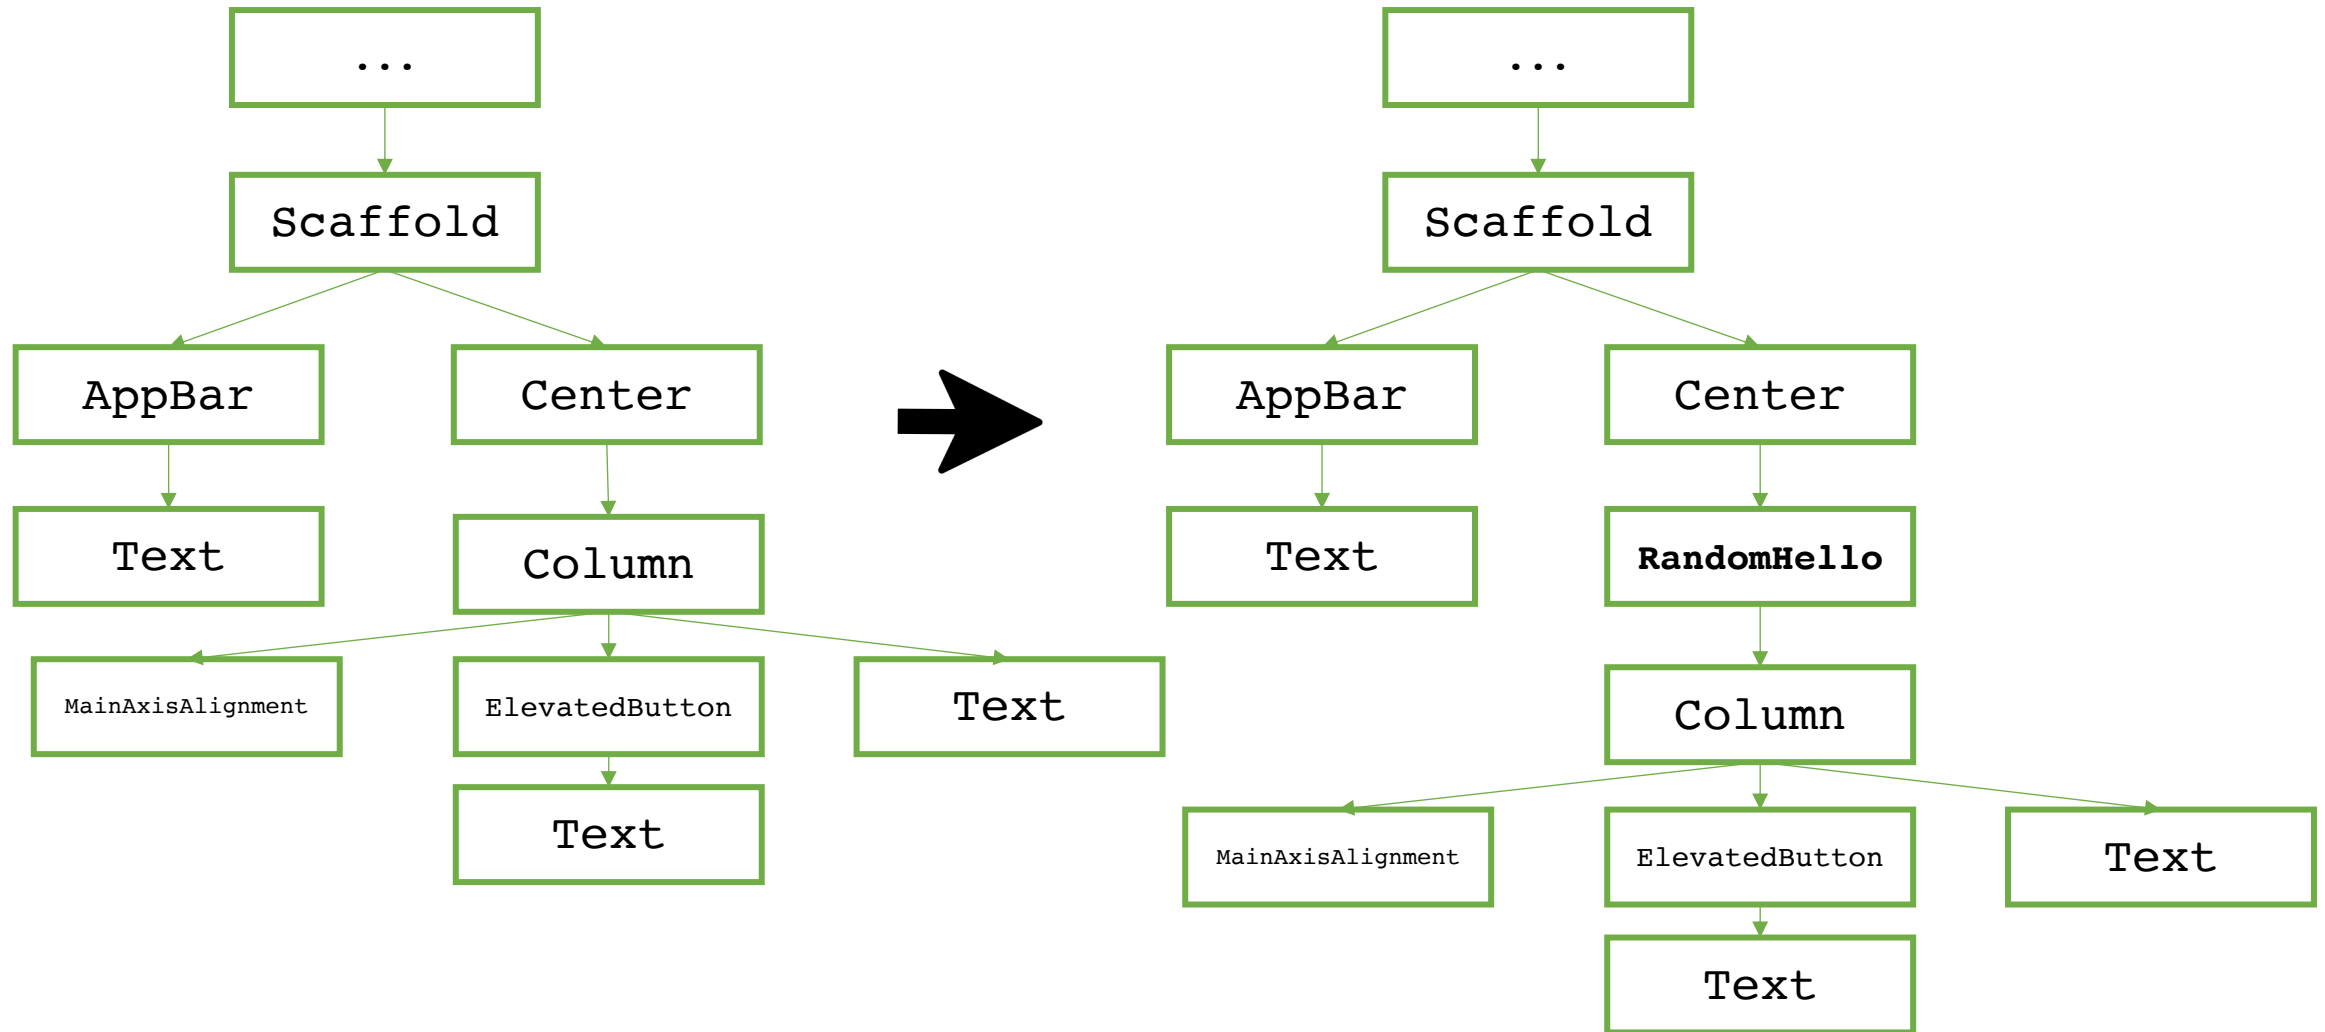 ...
Scaffold
AppBar
Center
Text
Column
MainAxisAlignment
ElevatedButton
Text
Text
...
Scaffold
AppBar
Center
Text
RandomHello
Column
MainAxisAlignment
ElevatedButton
Text
Text